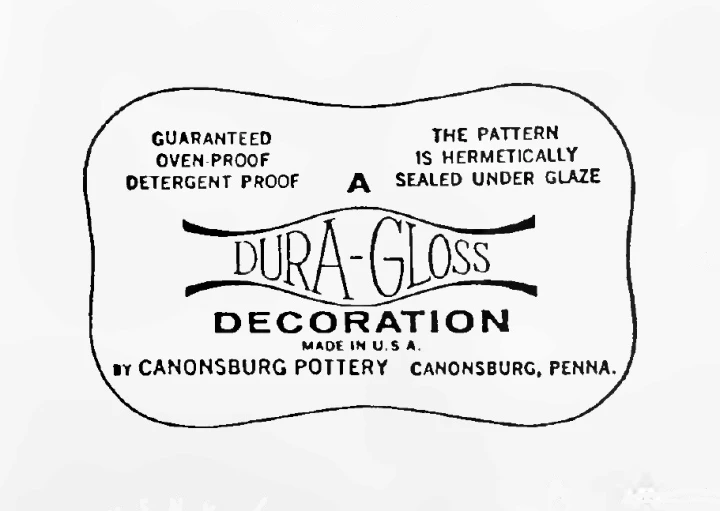 GUARANTEED
OVEN-PROOF
DETERGENT PROOF
THE PATTERN
IS HERMETICALLY
SEALED UNDER GLAZE
A
DURA-GLOSS
DECORATION
MADE IN U.S A.
BY CANONSBURG POTTERY CANONSBURG, PENNA.